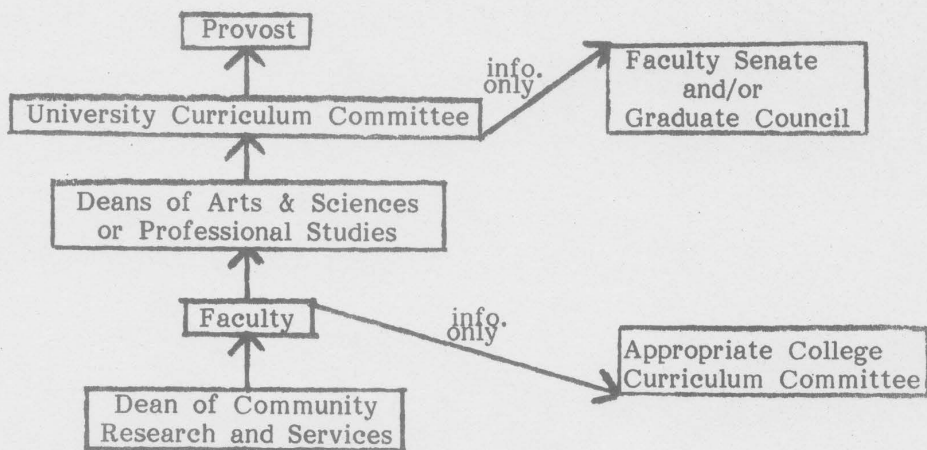 Provost
info.
only
Faculty Senate
and/or
Graduate Council
University Curriculum Committee
Deans of Arts & Sciences
or Professional Studies
Faculty
info.
only
Appropriate College
Curriculum Committee
Dean of Community
Research and Services